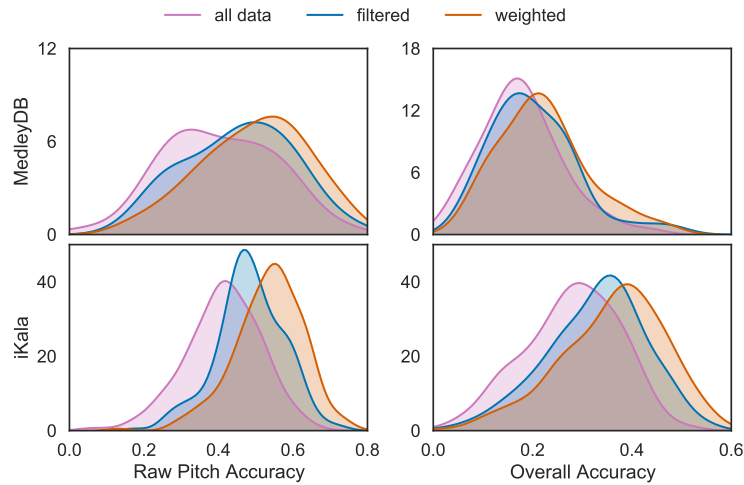 all data filtered weighted
MedleyDB
12
6
0
18
12
6
0
iKala
40
20
0
40
20
0
0.0 0.2 0.4 0.6 0.8
0.0 0.2 0.4 0.6
Raw Pitch Accuracy
Overall Accuracy